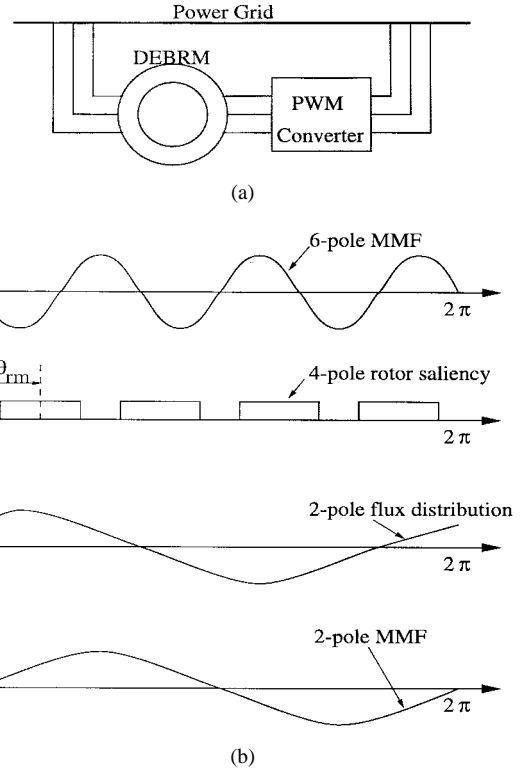 Power Grid
DEBRM
PWM
Converter
(a)
6-pole MMF
2 π
θrm
4-pole rotor saliency
2 π
2-pole flux distribution
2 π
2-pole MMF
2 π
(b)